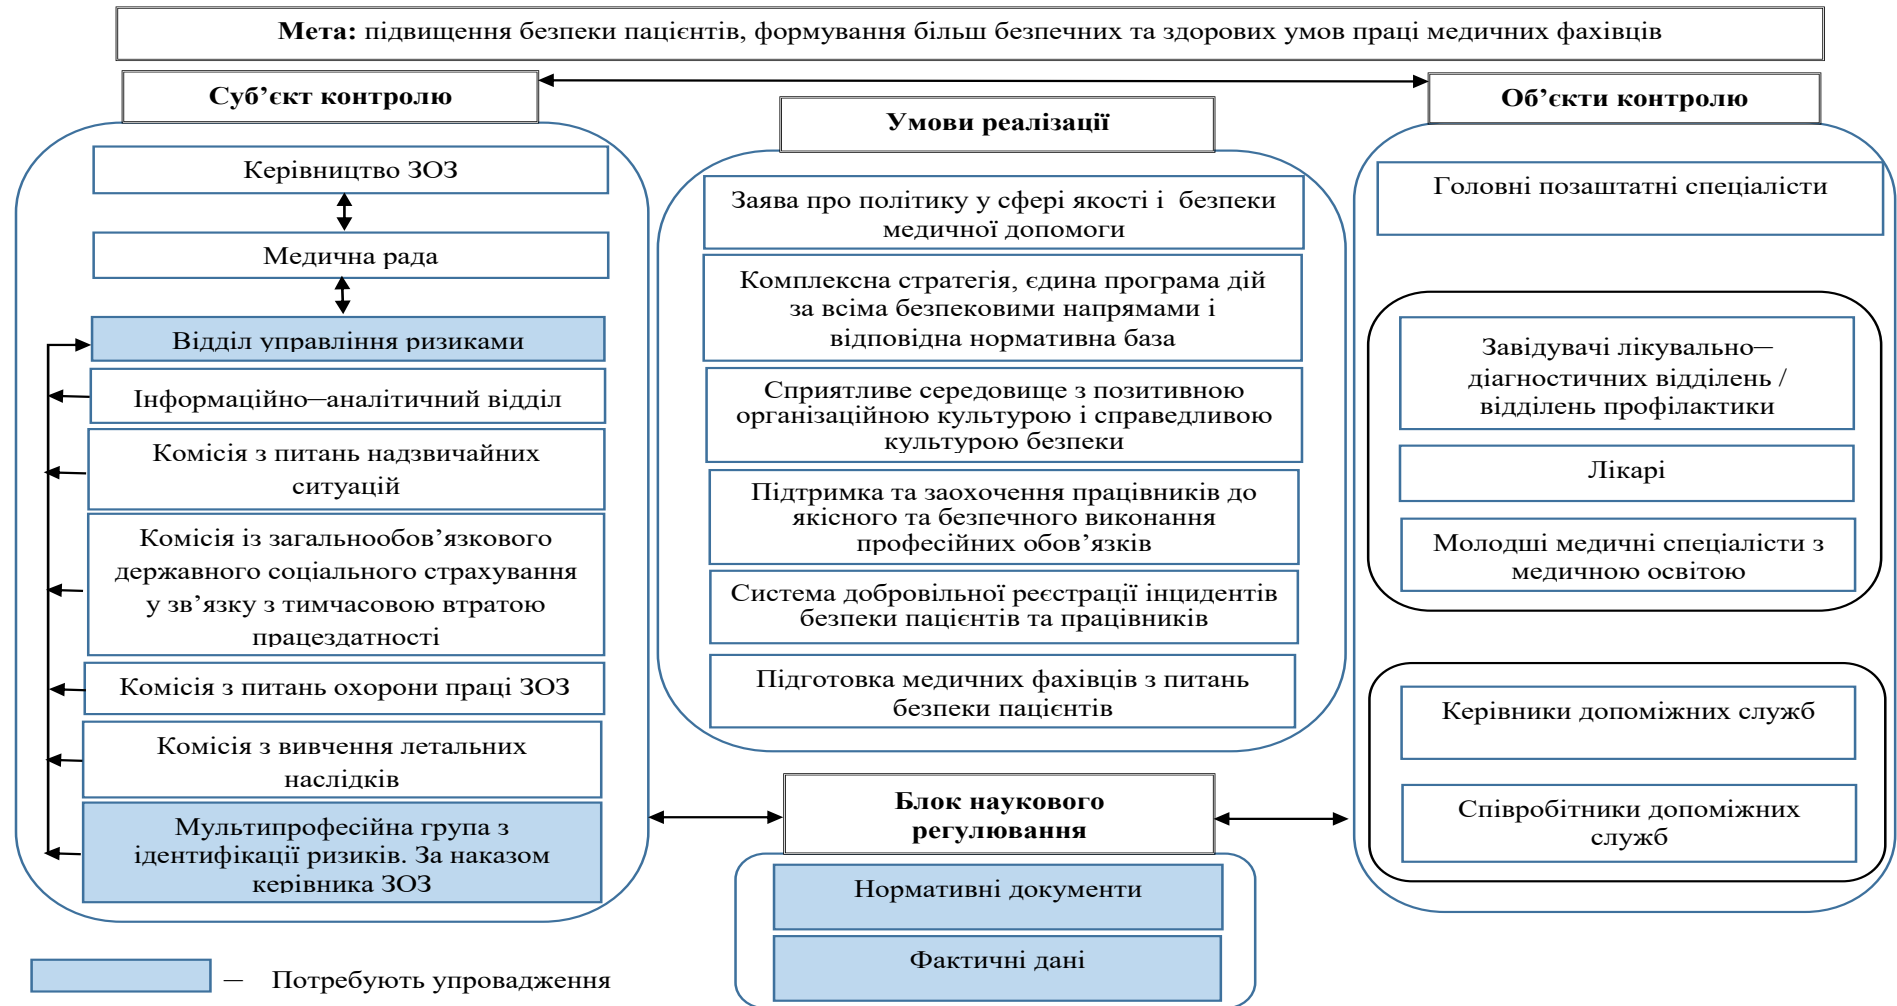 Мета: підвищення безпеки пацієнтів, формування більш безпечних та здорових умов праці медичних фахівців
Суб’єкт контролю
Керівництво ЗОЗ
Медична рада
Відділ управління ризиками
Інформаційно—аналітичний відділ
Комісія з питань надзвичайних
ситуацій
Комісія із загальнообов’язкового
державного соціального страхування
у зв’язку з тимчасовою втратою
працездатності
Комісія з питань охорони праці ЗОЗ
Комісія з вивчення летальних
наслідків
Мультипрофесійна група з
ідентифікації ризиків. За наказом
керівника ЗОЗ
Умови реалізації
Заява про політику у сфері якості і безпеки
медичної допомоги
Комплексна стратегія, єдина програма дій
за всіма безпековими напрямами і
відповідна нормативна база
Сприятливе середовище з позитивною
організаційною культурою і справедливою
культурою безпеки
Підтримка та заохочення працівників до
якісного та безпечного виконання
професійних обов’язків
Система добровільної реєстрації інцидентів
безпеки пацієнтів та працівників
Підготовка медичних фахівців з питань
безпеки пацієнтів
Блок наукового
регулювання
Нормативні документи
Фактичні дані
Об’єкти контролю
Головні позаштатні спеціалісти
Завідувачі лікувально—
діагностичних відділень /
відділень профілактики
Лікарі
Молодші медичні спеціалісти з
медичною освітою
Керівники допоміжних служб
Співробітники допоміжних
служб
— Потребують упровадження